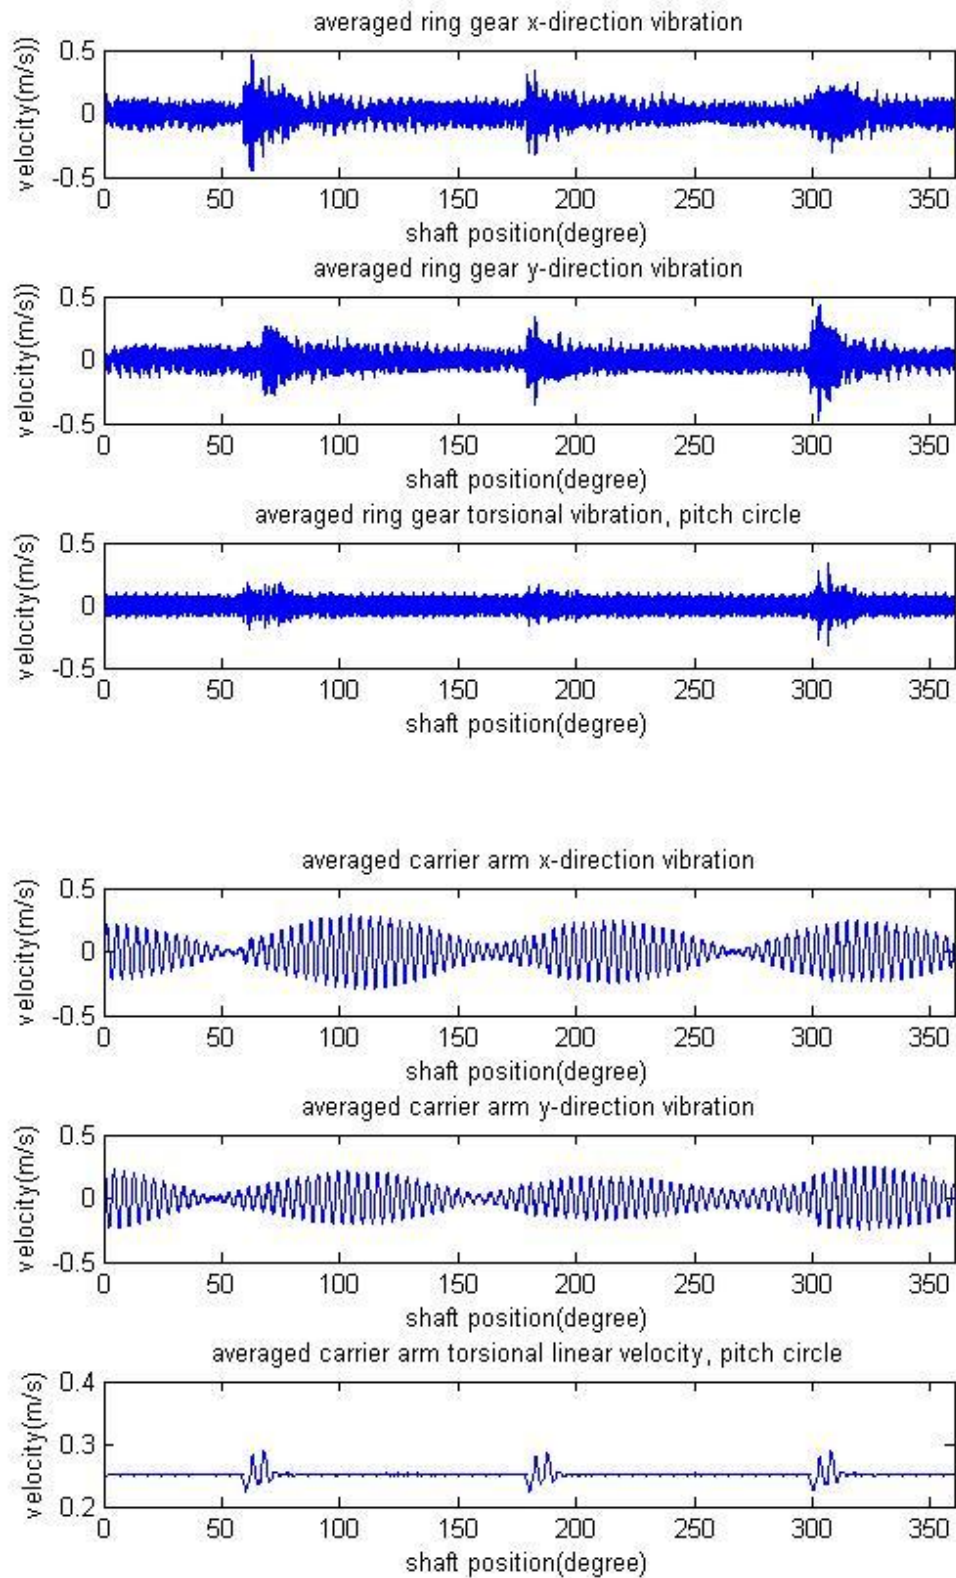 averaged ring gear x-direction vibration
velocity(m/s))
0.5
0
-0.5
0 50 100 150 200 250 300 350
shaft position(degree)
averaged ring gear y-direction vibration
velocity(m/s))
0.5
0
-0.5
0 50 100 150 200 250 300 350
shaft position(degree)
averaged ring gear torsional vibration, pitch circle
velocity(m/s)
0.5
0
-0.5
0 50 100 150 200 250 300 350
shaft position(degree)
averaged carrier arm x-direction vibration
velocity(m/s)
0.5
0
-0.5
0 50 100 150 200 250 300 350
shaft position(degree)
averaged carrier arm y-direction vibration
velocity(m/s)
0.5
0
-0.5
0 50 100 150 200 250 300 350
shaft position(degree)
averaged carrier arm torsional linear velocity, pitch circle
velocity(m/s)
0.4
0.3
0.2
0 50 100 150 200 250 300 350
shaft position(degree)